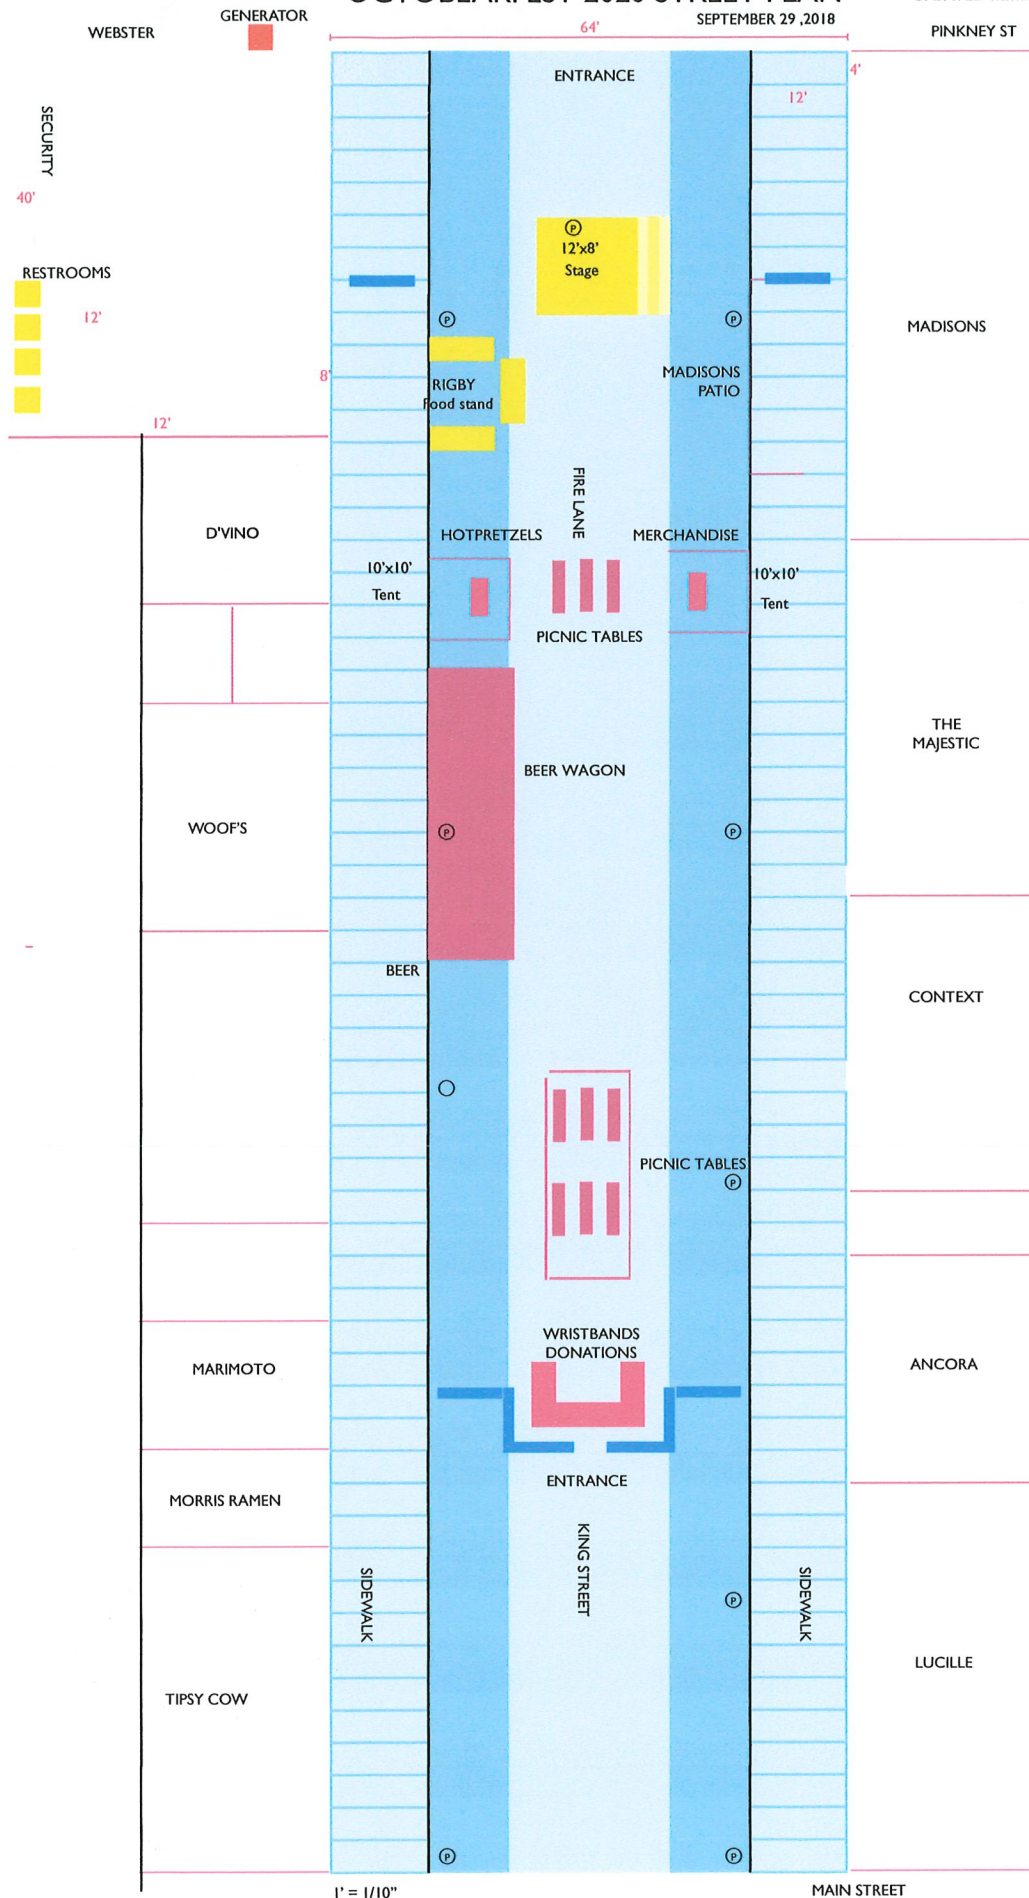 SEPTEMBER 29 ,2018
WEBSTER
GENERATOR
64'
PINKNEY ST
ENTRANCE
4'
12'
SECURITY
40'
P
12'x8'
Stage
RESTROOMS
12'
P
P
MADISONS
8'
RIGBY
Food stand
MADISONS
PATIO
12'
FIRE LANE
D'VINO
HOTPRETZELS
MERCHANDISE
10'x10'
Tent
10'x10'
Tent
PICNIC TABLES
THE
MAJESTIC
BEER WAGON
WOOF'S
P
P
BEER
CONTEXT
PICNIC TABLES
P
WRISTBANDS
DONATIONS
MARIMOTO
ANCORA
ENTRANCE
MORRIS RAMEN
KING STREET
SIDEWALK
SIDEWALK
P
LUCILLE
TIPSY COW
P
P
1' = 1/10"
MAIN STREET